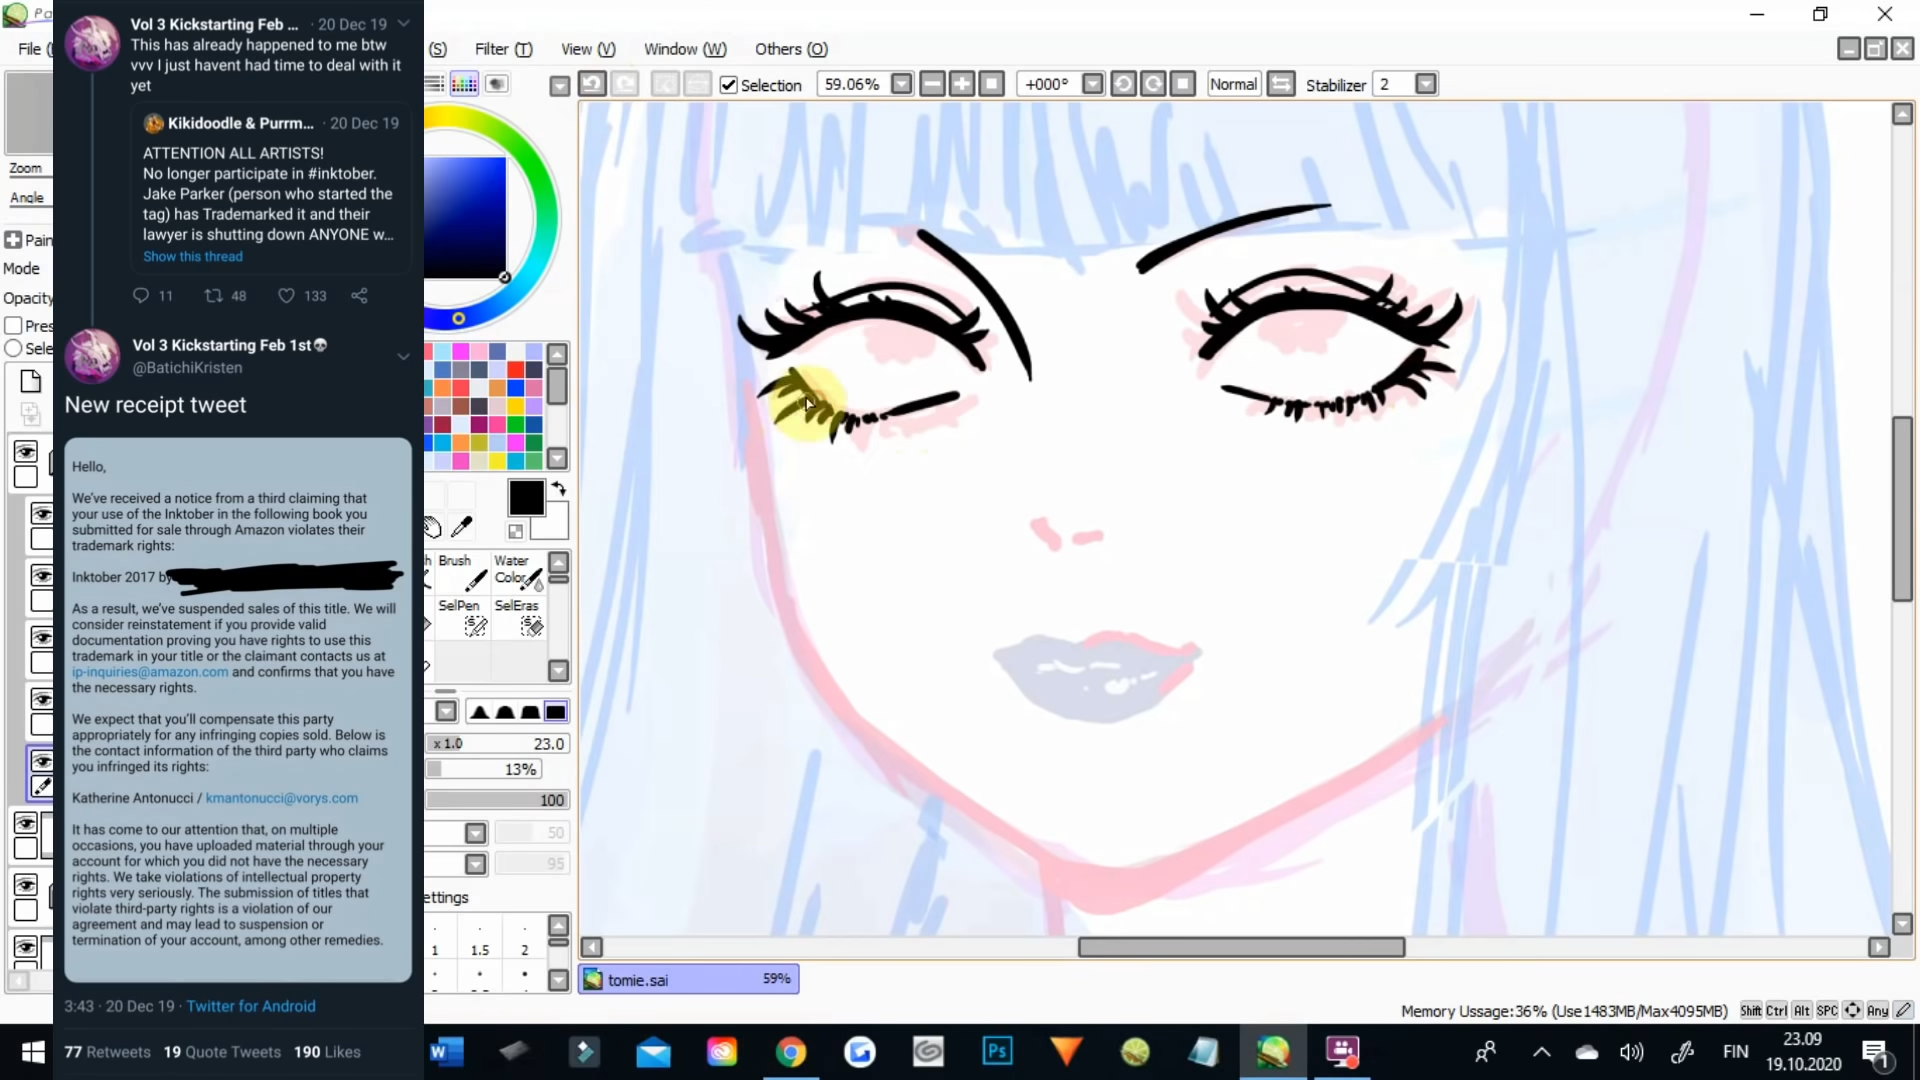 Vol 3 Kickstarting Feb ... · 20 Dec 19
This has already happened to me btw
vvv I just havent had time to deal with it
yet
Kikidoodle & Purrm... · 20 Dec 19
ATTENTION ALL ARTISTS!
No longer participate in #inktober.
Jake Parker (person who started the
tag) has Trademarked it and their
lawyer is shutting down ANYONE w...
Show this thread
11 48 133
Vol 3 Kickstarting Feb 1st💀
@BatichiKristen
New receipt tweet
Hello,
We've received a notice from a third claiming that
your use of the Inktober in the following book you
submitted for sale through Amazon violates their
trademark rights:
Inktober 2017 by
As a result, we've suspended sales of this title. We will
consider reinstatement if you provide valid
documentation proving you have rights to use this
trademark in your title or the claimant contacts us at
ip-inquiries@amazon.com and confirms that you have
the necessary rights.
We expect that you'll compensate this party
appropriately for any infringing copies sold. Below is
the contact information of the third party who claims
you infringed its rights:
Katherine Antonucci / kmantonucci@vorys.com
It has come to our attention that, on multiple
occasions, you have uploaded material through your
account for which you did not have the necessary
rights. We take violations of intellectual property
rights very seriously. The submission of titles that
violate third-party rights is a violation of our
agreement and may lead to suspension or
termination of your account, among other remedies.
3:43 · 20 Dec 19 · Twitter for Android
77 Retweets 19 Quote Tweets 190 Likes
File (S) Filter (T) View (V) Window (W) Others (O)
Selection 59.06% +000° Normal Stabilizer 2
Zoom
Angle
Pain
Mode
Opacity
Pres
Sele
Brush Water
Color
SelPen SelEras
x 1.0 23.0
13%
100
50
95
ettings
1 1.5 2
tomie.sai 59%
Memory Ussage:36% (Use1483MB/Max4095MB) Shift Ctrl Alt SPC Any
W Ps FIN 23.09
19.10.2020
1